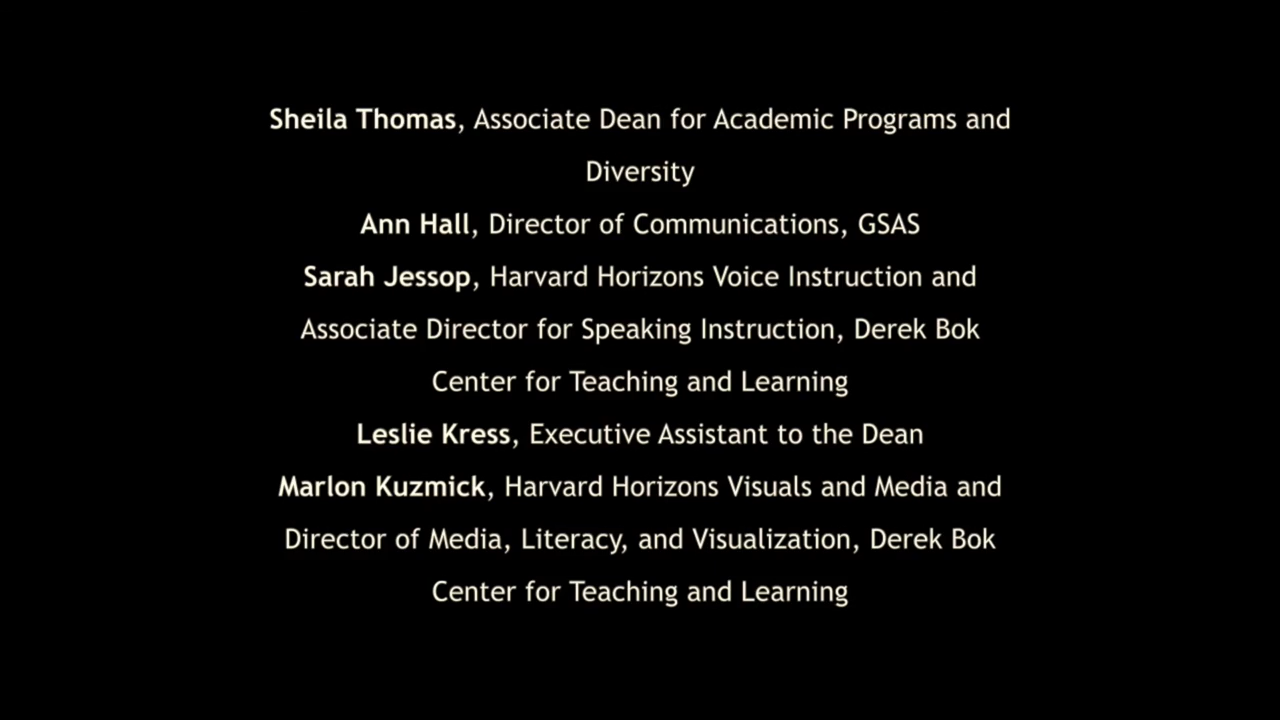 Sheila Thomas, Associate Dean for Academic Programs and
Diversity
Ann Hall, Director of Communications, GSAS
Sarah Jessop, Harvard Horizons Voice Instruction and
Associate Director for Speaking Instruction, Derek Bok
Center for Teaching and Learning
Leslie Kress, Executive Assistant to the Dean
Marlon Kuzmick, Harvard Horizons Visuals and Media and
Director of Media, Literacy, and Visualization, Derek Bok
Center for Teaching and Learning